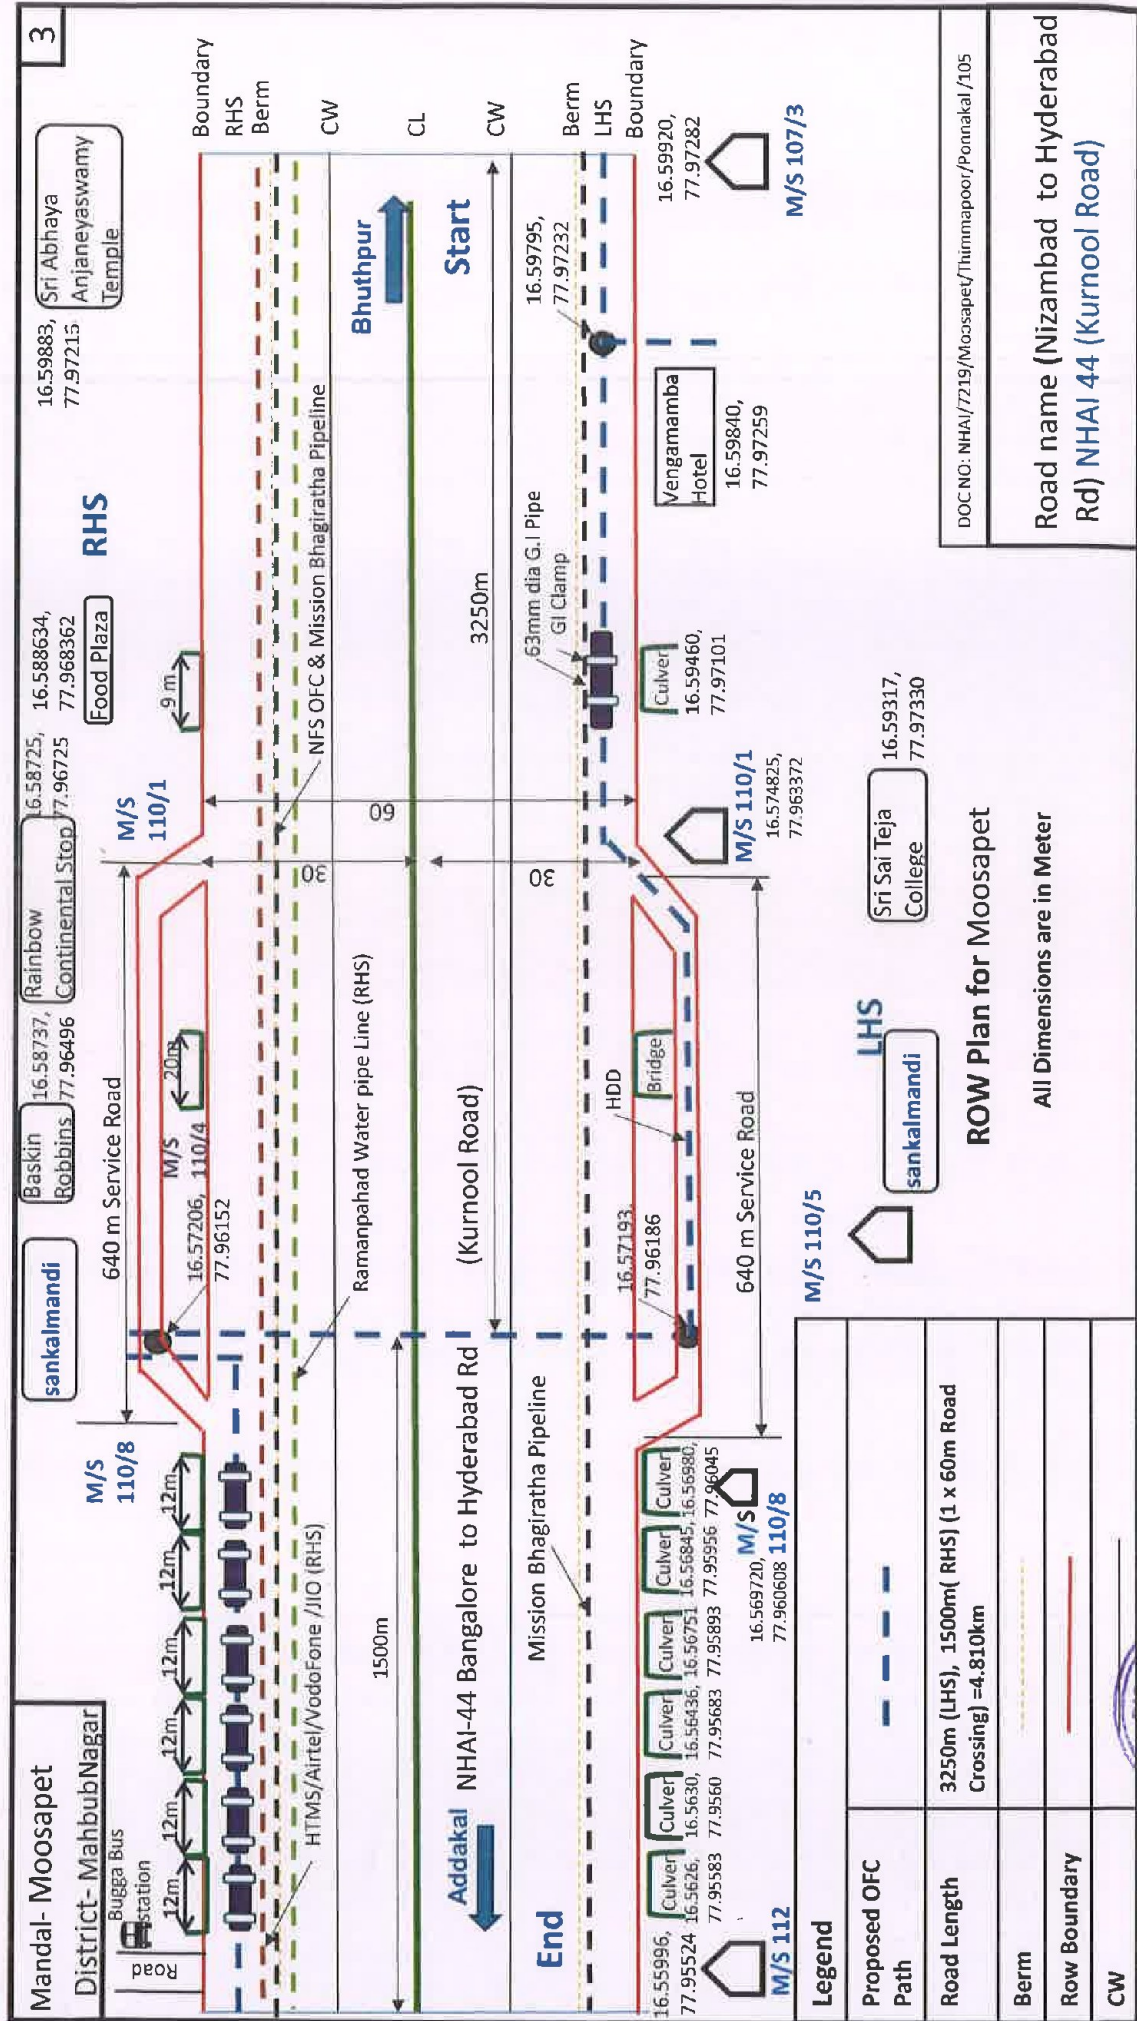 3
Mandal- Moosapet
District- MahbubNagar
sankalmandi
Baskin
Robbins
16.58737,
77.96496
Rainbow
Continental Stop
16.58725,
77.96725
16.588634,
77.968362
Food Plaza
RHS
16.59883,
77.97215
Sri Abhaya
Anjaneyaswamy
Temple
Road
Bugga Bus
station
12m
12m
12m
12m
12m
12m
M/S
110/8
640 m Service Road
M/S
110/4
20m
16.57206,
77.96152
M/S
110/1
9 m
Boundary
RHS
Berm
CW
CL
CW
Berm
LHS
Boundary
HTMS/Airtel/VodoFone /JIO (RHS)
Ramanpahad Water pipe Line (RHS)
NFS OFC & Mission Bhagiratha Pipeline
30
60
30
Bhuthpur
Start
1500m
3250m
Addakal
NHAI-44 Bangalore to Hyderabad Rd
(Kurnool Road)
End
Mission Bhagiratha Pipeline
HDD
63mm dia G.I Pipe
GI Clamp
16.59795,
77.97232
16.59920,
77.97282
M/S 107/3
16.55996,
77.95524
M/S 112
Culver
16.5626,
77.95583
Culver
16.5630,
77.9560
Culver
16.56436,
77.95683
Culver
16.56751
77.95893
Culver
16.56845,
77.95956
Culver
16.56980,
77.96045
16.569720,
77.960608
M/S
110/8
16.57193,
77.96186
Bridge
640 m Service Road
M/S 110/1
16.574825,
77.963372
Culver
16.59460,
77.97101
Vengamamba
Hotel
16.59840,
77.97259
M/S 110/5
sankalmandi
LHS
Sri Sai Teja
College
16.59317,
77.97330
ROW Plan for Moosapet
All Dimensions are in Meter
Legend
Proposed OFC
Path
Road Length
3250m (LHS), 1500m( RHS) (1 x 60m Road
Crossing) =4.810km
Berm
Row Boundary
CW
DOC NO: NHAI/7219/Moosapet/Thimmapoor/Ponnakal/105
Road name (Nizambad to Hyderabad
Rd) NHAI 44 (Kurnool Road)